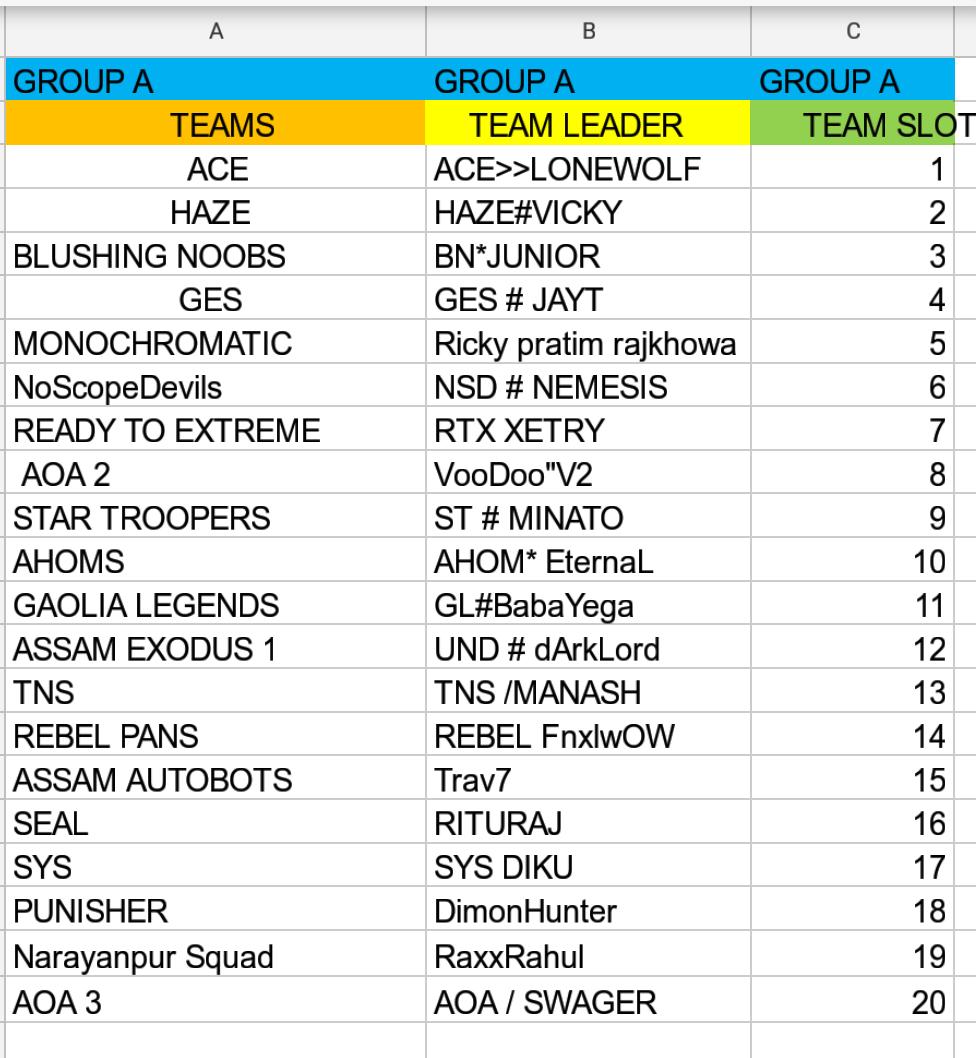 A B C
GROUP A GROUP A GROUP A
TEAMS TEAM LEADER TEAM SLOT
ACE ACE>>LONEWOLF 1
HAZE HAZE#VICKY 2
BLUSHING NOOBS BN*JUNIOR 3
GES GES # JAYT 4
MONOCHROMATIC Ricky pratim rajkhowa 5
NoScopeDevils NSD # NEMESIS 6
READY TO EXTREME RTX XETRY 7
AOA 2 VooDoo"V2 8
STAR TROOPERS ST # MINATO 9
AHOMS AHOM* EternaL 10
GAOLIA LEGENDS GL#BabaYega 11
ASSAM EXODUS 1 UND # dArkLord 12
TNS TNS /MANASH 13
REBEL PANS REBEL FnxlwOW 14
ASSAM AUTOBOTS Trav7 15
SEAL RITURAJ 16
SYS SYS DIKU 17
PUNISHER DimonHunter 18
Narayanpur Squad RaxxRahul 19
AOA 3 AOA / SWAGER 20